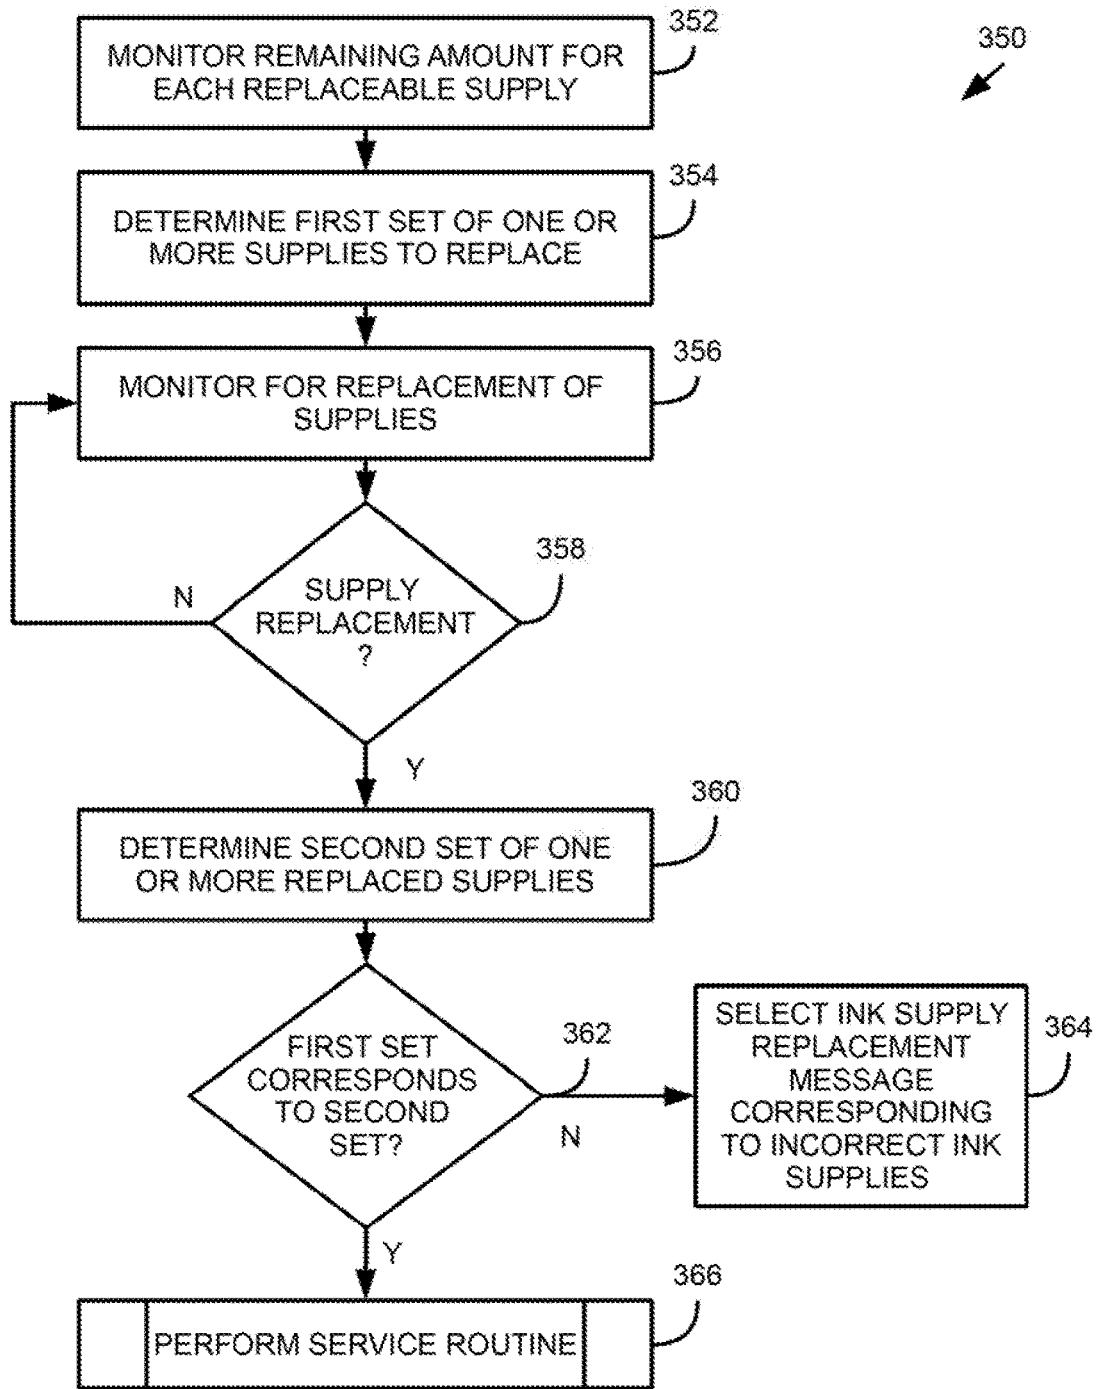 352
MONITOR REMAINING AMOUNT FOR
EACH REPLACEABLE SUPPLY
350
354
DETERMINE FIRST SET OF ONE OR
MORE SUPPLIES TO REPLACE
356
MONITOR FOR REPLACEMENT OF
SUPPLIES
358
SUPPLY
REPLACEMENT
?
N
Y
360
DETERMINE SECOND SET OF ONE
OR MORE REPLACED SUPPLIES
362
FIRST SET
CORRESPONDS
TO SECOND
SET?
N
364
SELECT INK SUPPLY
REPLACEMENT
MESSAGE
CORRESPONDING
TO INCORRECT INK
SUPPLIES
Y
366
PERFORM SERVICE ROUTINE